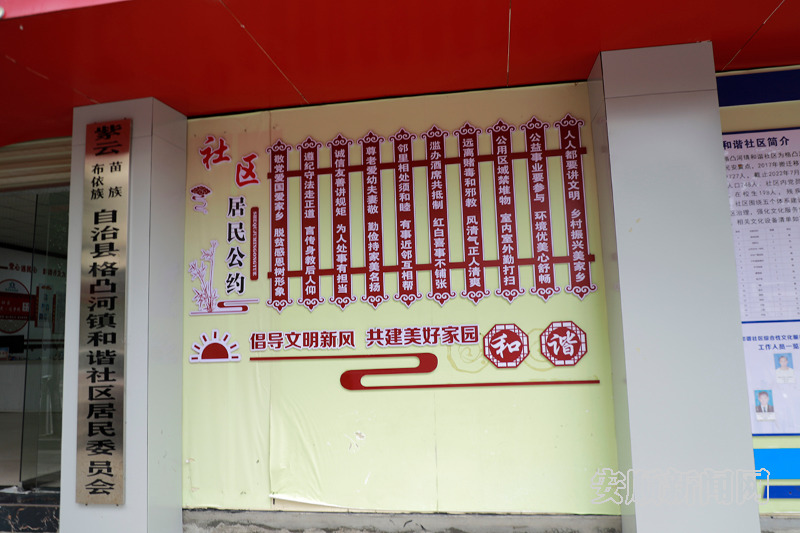 紫云
苗族
布依族
自治县格凸河镇和谐社区居民委员会
社区
居民公约
敬党爱国爱家乡 脱贫感恩树形象
遵纪守法走正道 言传身教后人仰
诚信友善讲规矩 为人处事有担当
尊老爱幼夫妻敬 勤俭持家美名扬
邻里相处须和睦 有事近邻互相帮
滥办酒席共抵制 红白喜事不铺张
远离赌毒和邪教 风清气正人清爽
公用区域禁堆物 室内室外勤打扫
公益事业要参与 环境优美心舒畅
人人都要讲文明 乡村振兴美家乡
倡导文明新风 共建美好家园
和谐
和谐社区简介
工作人员一览
安顺新闻网